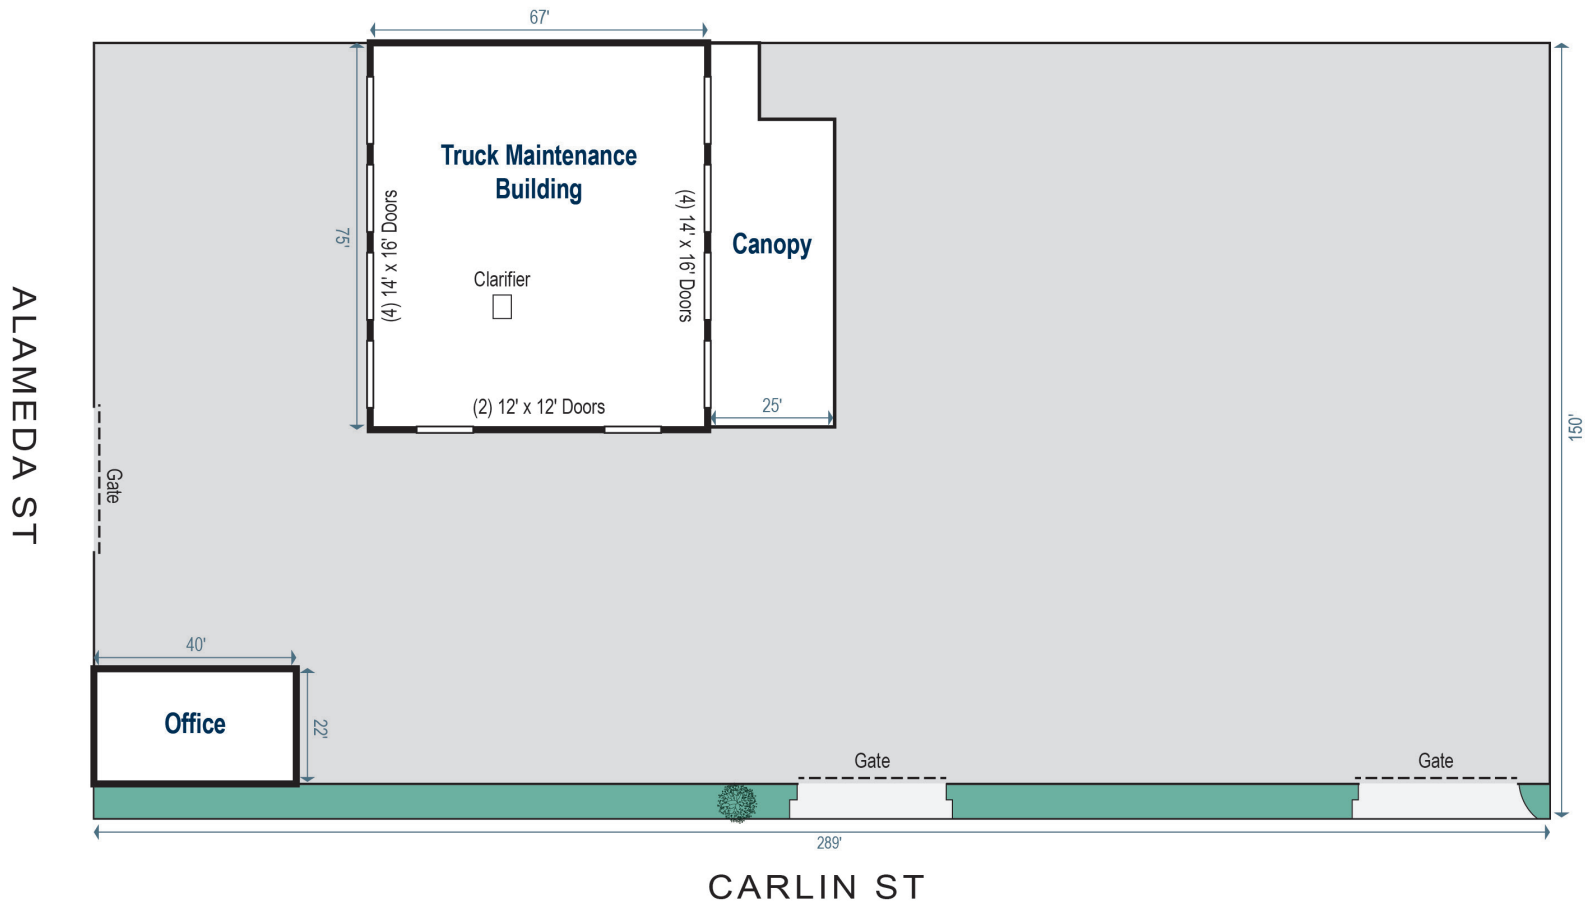 67'
Truck Maintenance
Building
75'
(4) 14' x 16' Doors
(4) 14' x 16' Doors
Canopy
Clarifier
(2) 12' x 12' Doors
25'
150'
ALAMEDA ST
Gate
40'
Office
22'
Gate
Gate
289'
CARLIN ST